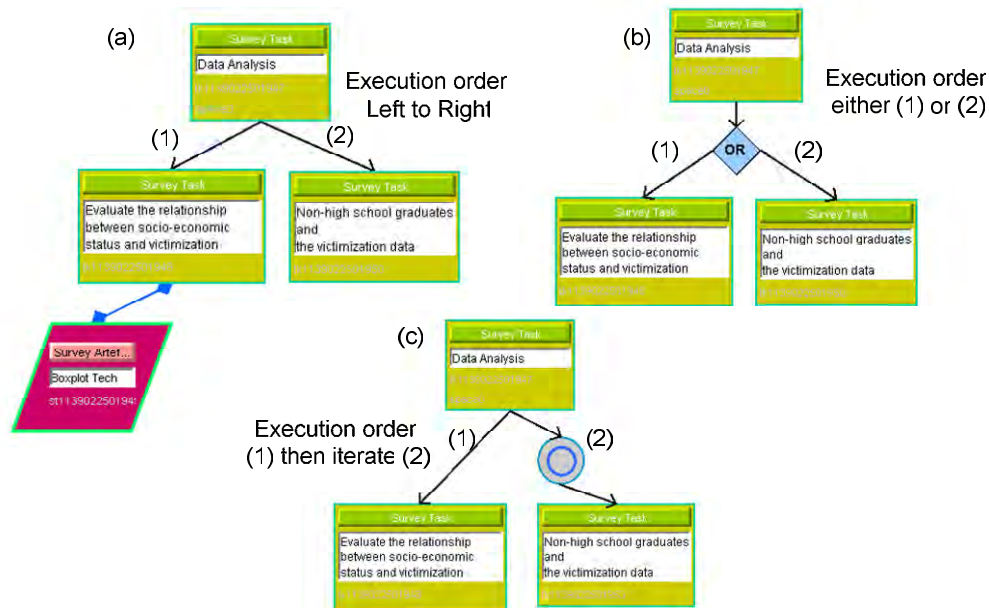 (a)
Survey Task
Data Analysis
Execution order
Left to Right
(1)
(2)
Survey Task
Evaluate the relationship
between socio-economic
status and victimization
Survey Task
Non-high school graduates
and
the victimization data
Survey Artef...
Boxplot Tech
(b)
Survey Task
Data Analysis
Execution order
either (1) or (2)
OR
(1)
(2)
Survey Task
Evaluate the relationship
between socio-economic
status and victimization
Survey Task
Non-high school graduates
and
the victimization data
(c)
Survey Task
Data Analysis
Execution order
(1) then iterate (2)
(1)
(2)
Survey Task
Evaluate the relationship
between socio-economic
status and victimization
Survey Task
Non-high school graduates
and
the victimization data